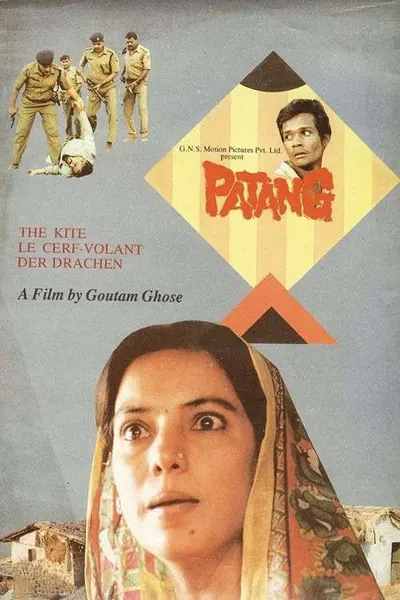 G.N.S. Motion Pictures Pvt. Ltd.
present
PATANG
THE KITE
LE CERF-VOLANT
DER DRACHEN
A Film by Goutam Ghose